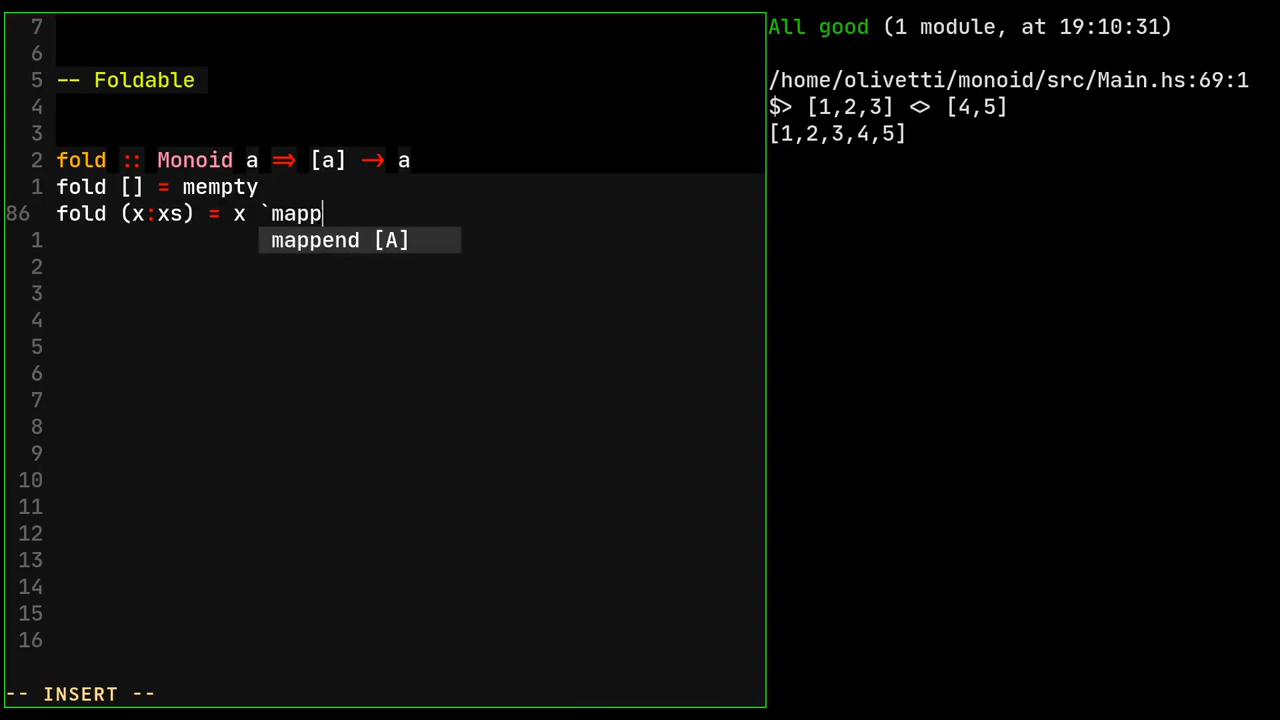 7
6
5 -- Foldable
4
3
2 fold :: Monoid a => [a] -> a
1 fold [] = mempty
86 fold (x:xs) = x `mapp
1 mappend [A]
2
3
4
5
6
7
8
9
10
11
12
13
14
15
16
-- INSERT --
All good (1 module, at 19:10:31)
/home/olivetti/monoid/src/Main.hs:69:1
$> [1,2,3] <> [4,5]
[1,2,3,4,5]